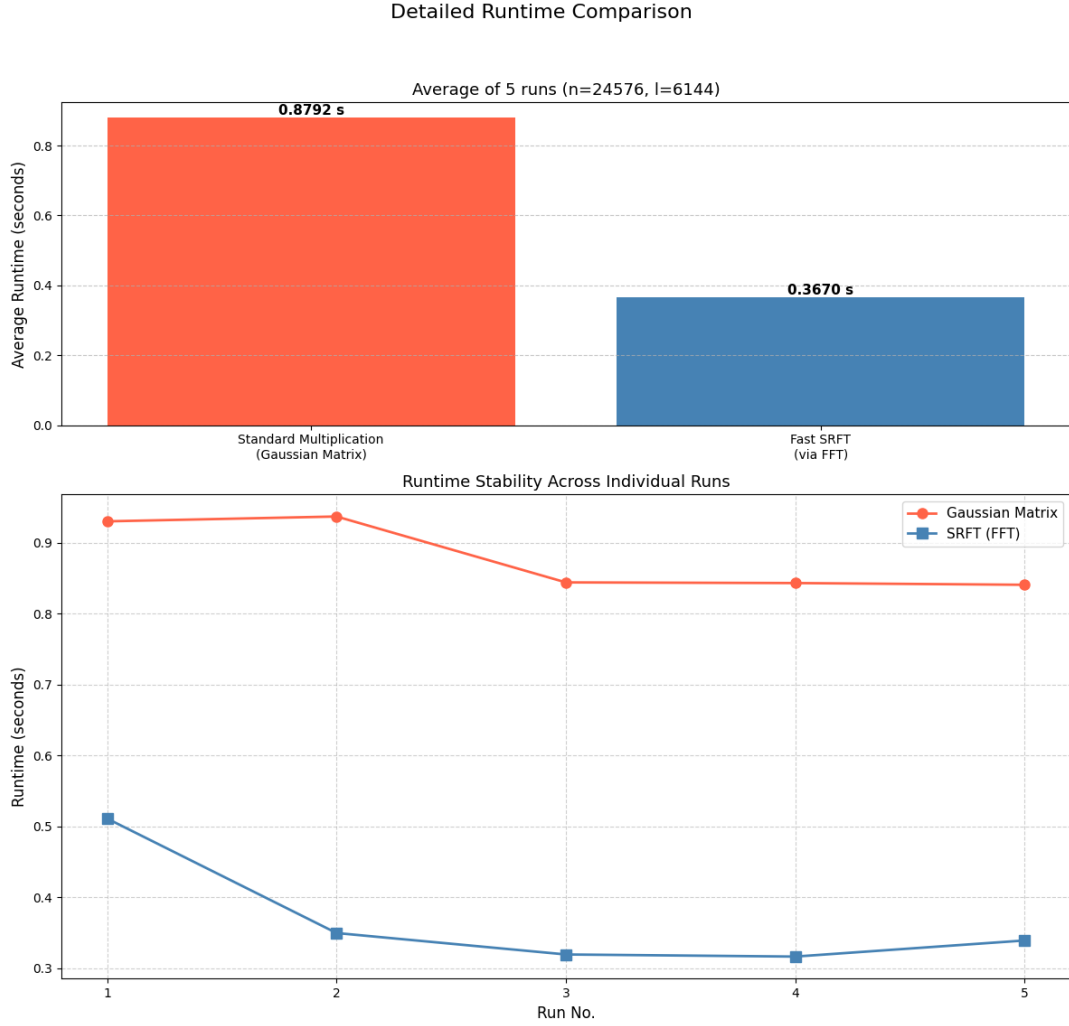 Detailed Runtime Comparison
Average of 5 runs (n=24576, l=6144)
Average Runtime (seconds)
0.8
0.6
0.4
0.2
0.0
0.8792 s
0.3670 s
Standard Multiplication
(Gaussian Matrix)
Fast SRFT
(via FFT)
Runtime Stability Across Individual Runs
Gaussian Matrix
SRFT (FFT)
Runtime (seconds)
0.9
0.8
0.7
0.6
0.5
0.4
0.3
1 2 3 4 5
Run No.